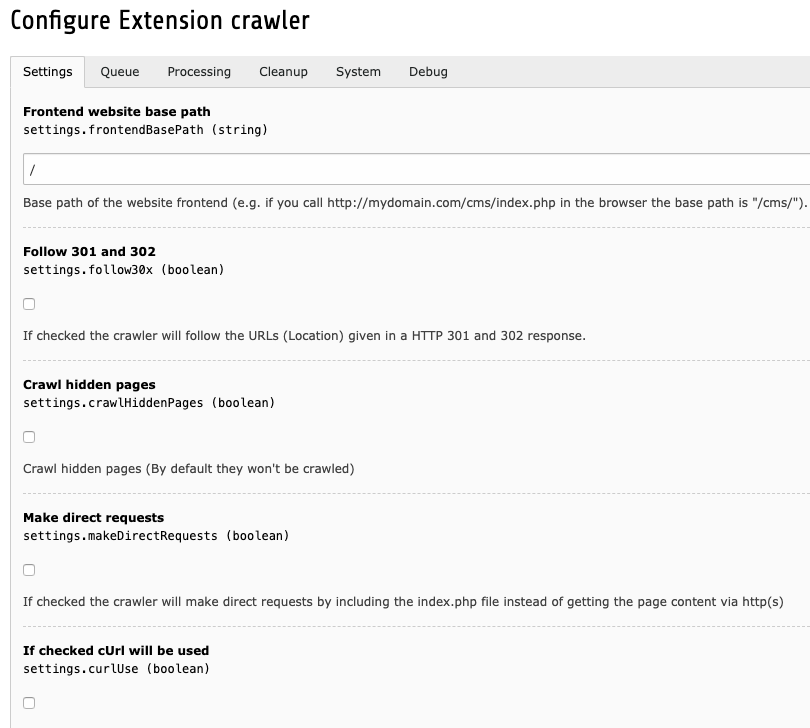 Configure Extension crawler
Settings Queue Processing Cleanup System Debug
Frontend website base path
settings.frontendBasePath (string)
/
Base path of the website frontend (e.g. if you call http://mydomain.com/cms/index.php in the browser the base path is "/cms/").
Follow 301 and 302
settings.follow30x (boolean)
If checked the crawler will follow the URLs (Location) given in a HTTP 301 and 302 response.
Crawl hidden pages
settings.crawlHiddenPages (boolean)
Crawl hidden pages (By default they won't be crawled)
Make direct requests
settings.makeDirectRequests (boolean)
If checked the crawler will make direct requests by including the index.php file instead of getting the page content via http(s)
If checked cUrl will be used
settings.curlUse (boolean)